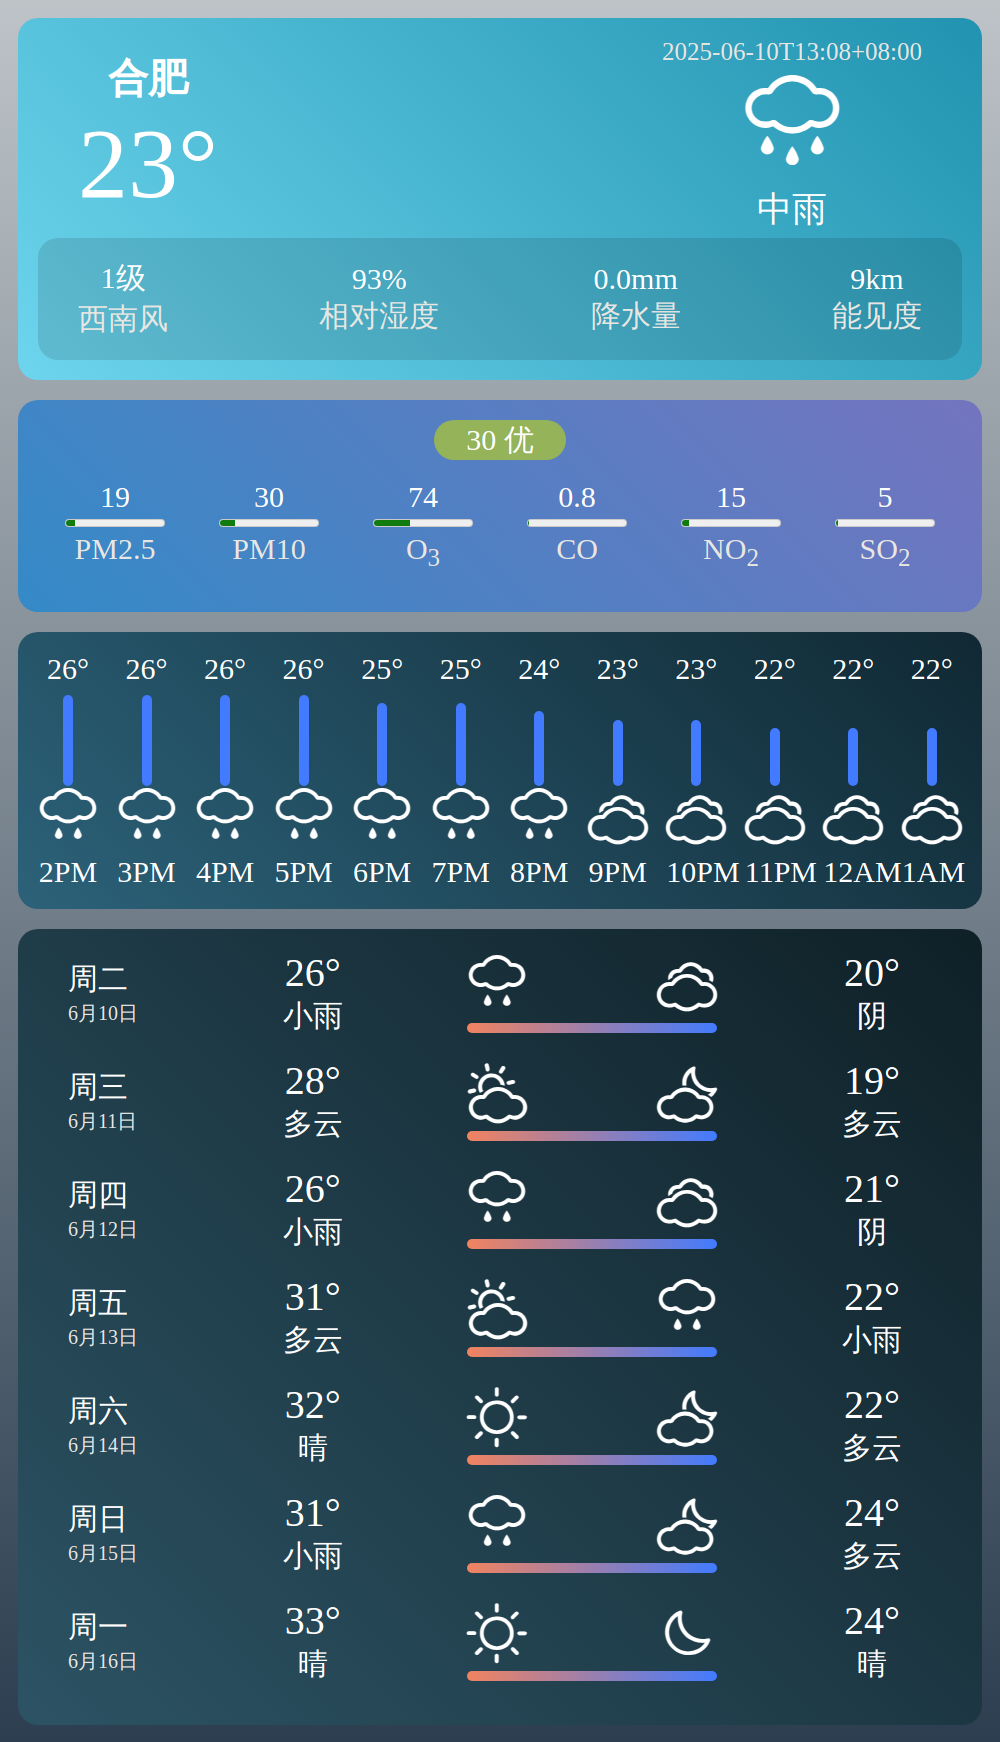 合肥
23°
2025-06-10T13:08+08:00
中雨
1级 93% 0.0mm 9km
西南风 相对湿度 降水量 能见度
30 优
19 30 74 0.8 15 5
PM2.5 PM10 O3 CO NO2 SO2
26° 26° 26° 26° 25° 25° 24° 23° 23° 22° 22° 22°
2PM 3PM 4PM 5PM 6PM 7PM 8PM 9PM 10PM 11PM 12AM 1AM
周二 26° 20°
6月10日 小雨 阴
周三 28° 19°
6月11日 多云 多云
周四 26° 21°
6月12日 小雨 阴
周五 31° 22°
6月13日 多云 小雨
周六 32° 22°
6月14日 晴 多云
周日 31° 24°
6月15日 小雨 多云
周一 33° 24°
6月16日 晴 晴